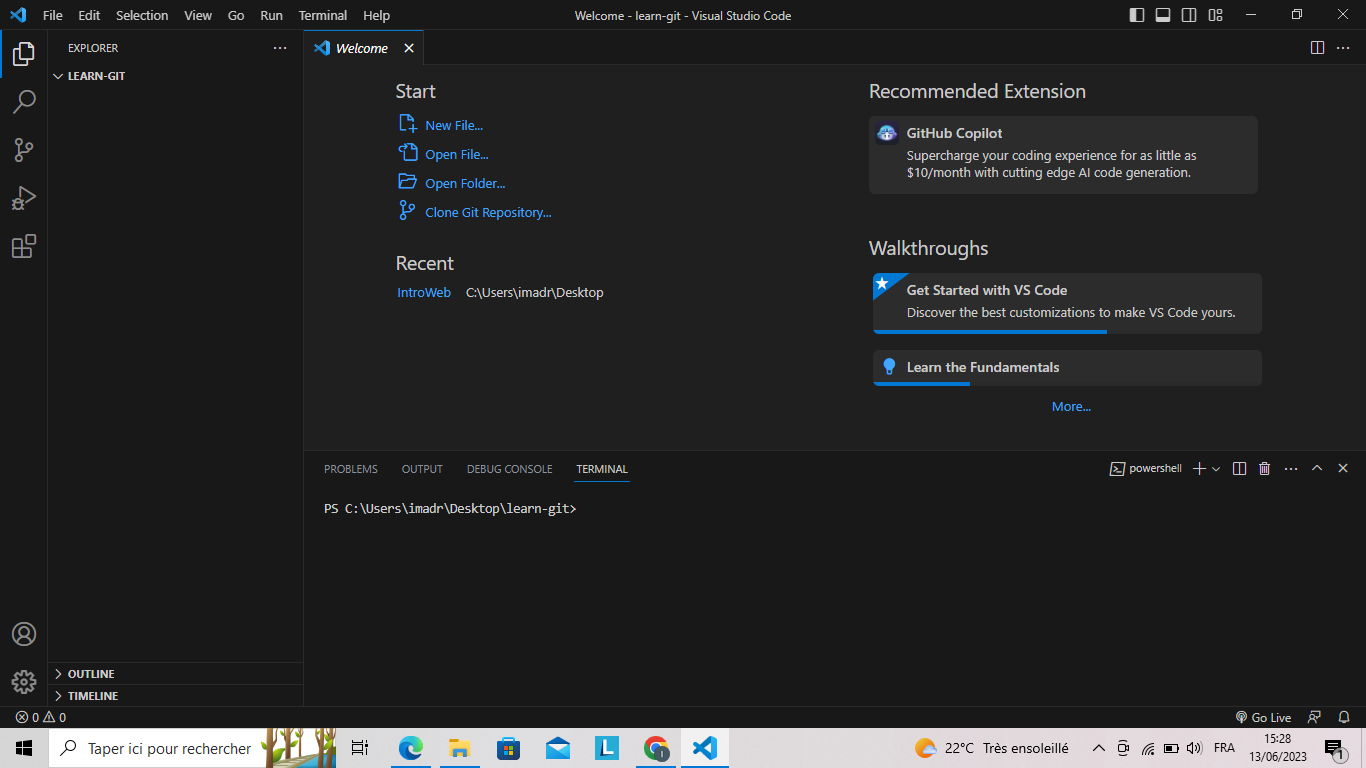 File Edit Selection View Go Run Terminal Help
Welcome - learn-git - Visual Studio Code
EXPLORER
LEARN-GIT
OUTLINE
TIMELINE
Welcome
Start
New File...
Open File...
Open Folder...
Clone Git Repository...
Recent
IntroWeb C:\Users\imadr\Desktop
Recommended Extension
GitHub Copilot
Supercharge your coding experience for as little as
$10/month with cutting edge AI code generation.
Walkthroughs
Get Started with VS Code
Discover the best customizations to make VS Code yours.
Learn the Fundamentals
More...
PROBLEMS OUTPUT DEBUG CONSOLE TERMINAL
powershell
PS C:\Users\imadr\Desktop\learn-git>
0 0
Go Live
Taper ici pour rechercher
L
I
22°C Très ensoleillé
FRA
15:28
13/06/2023
1